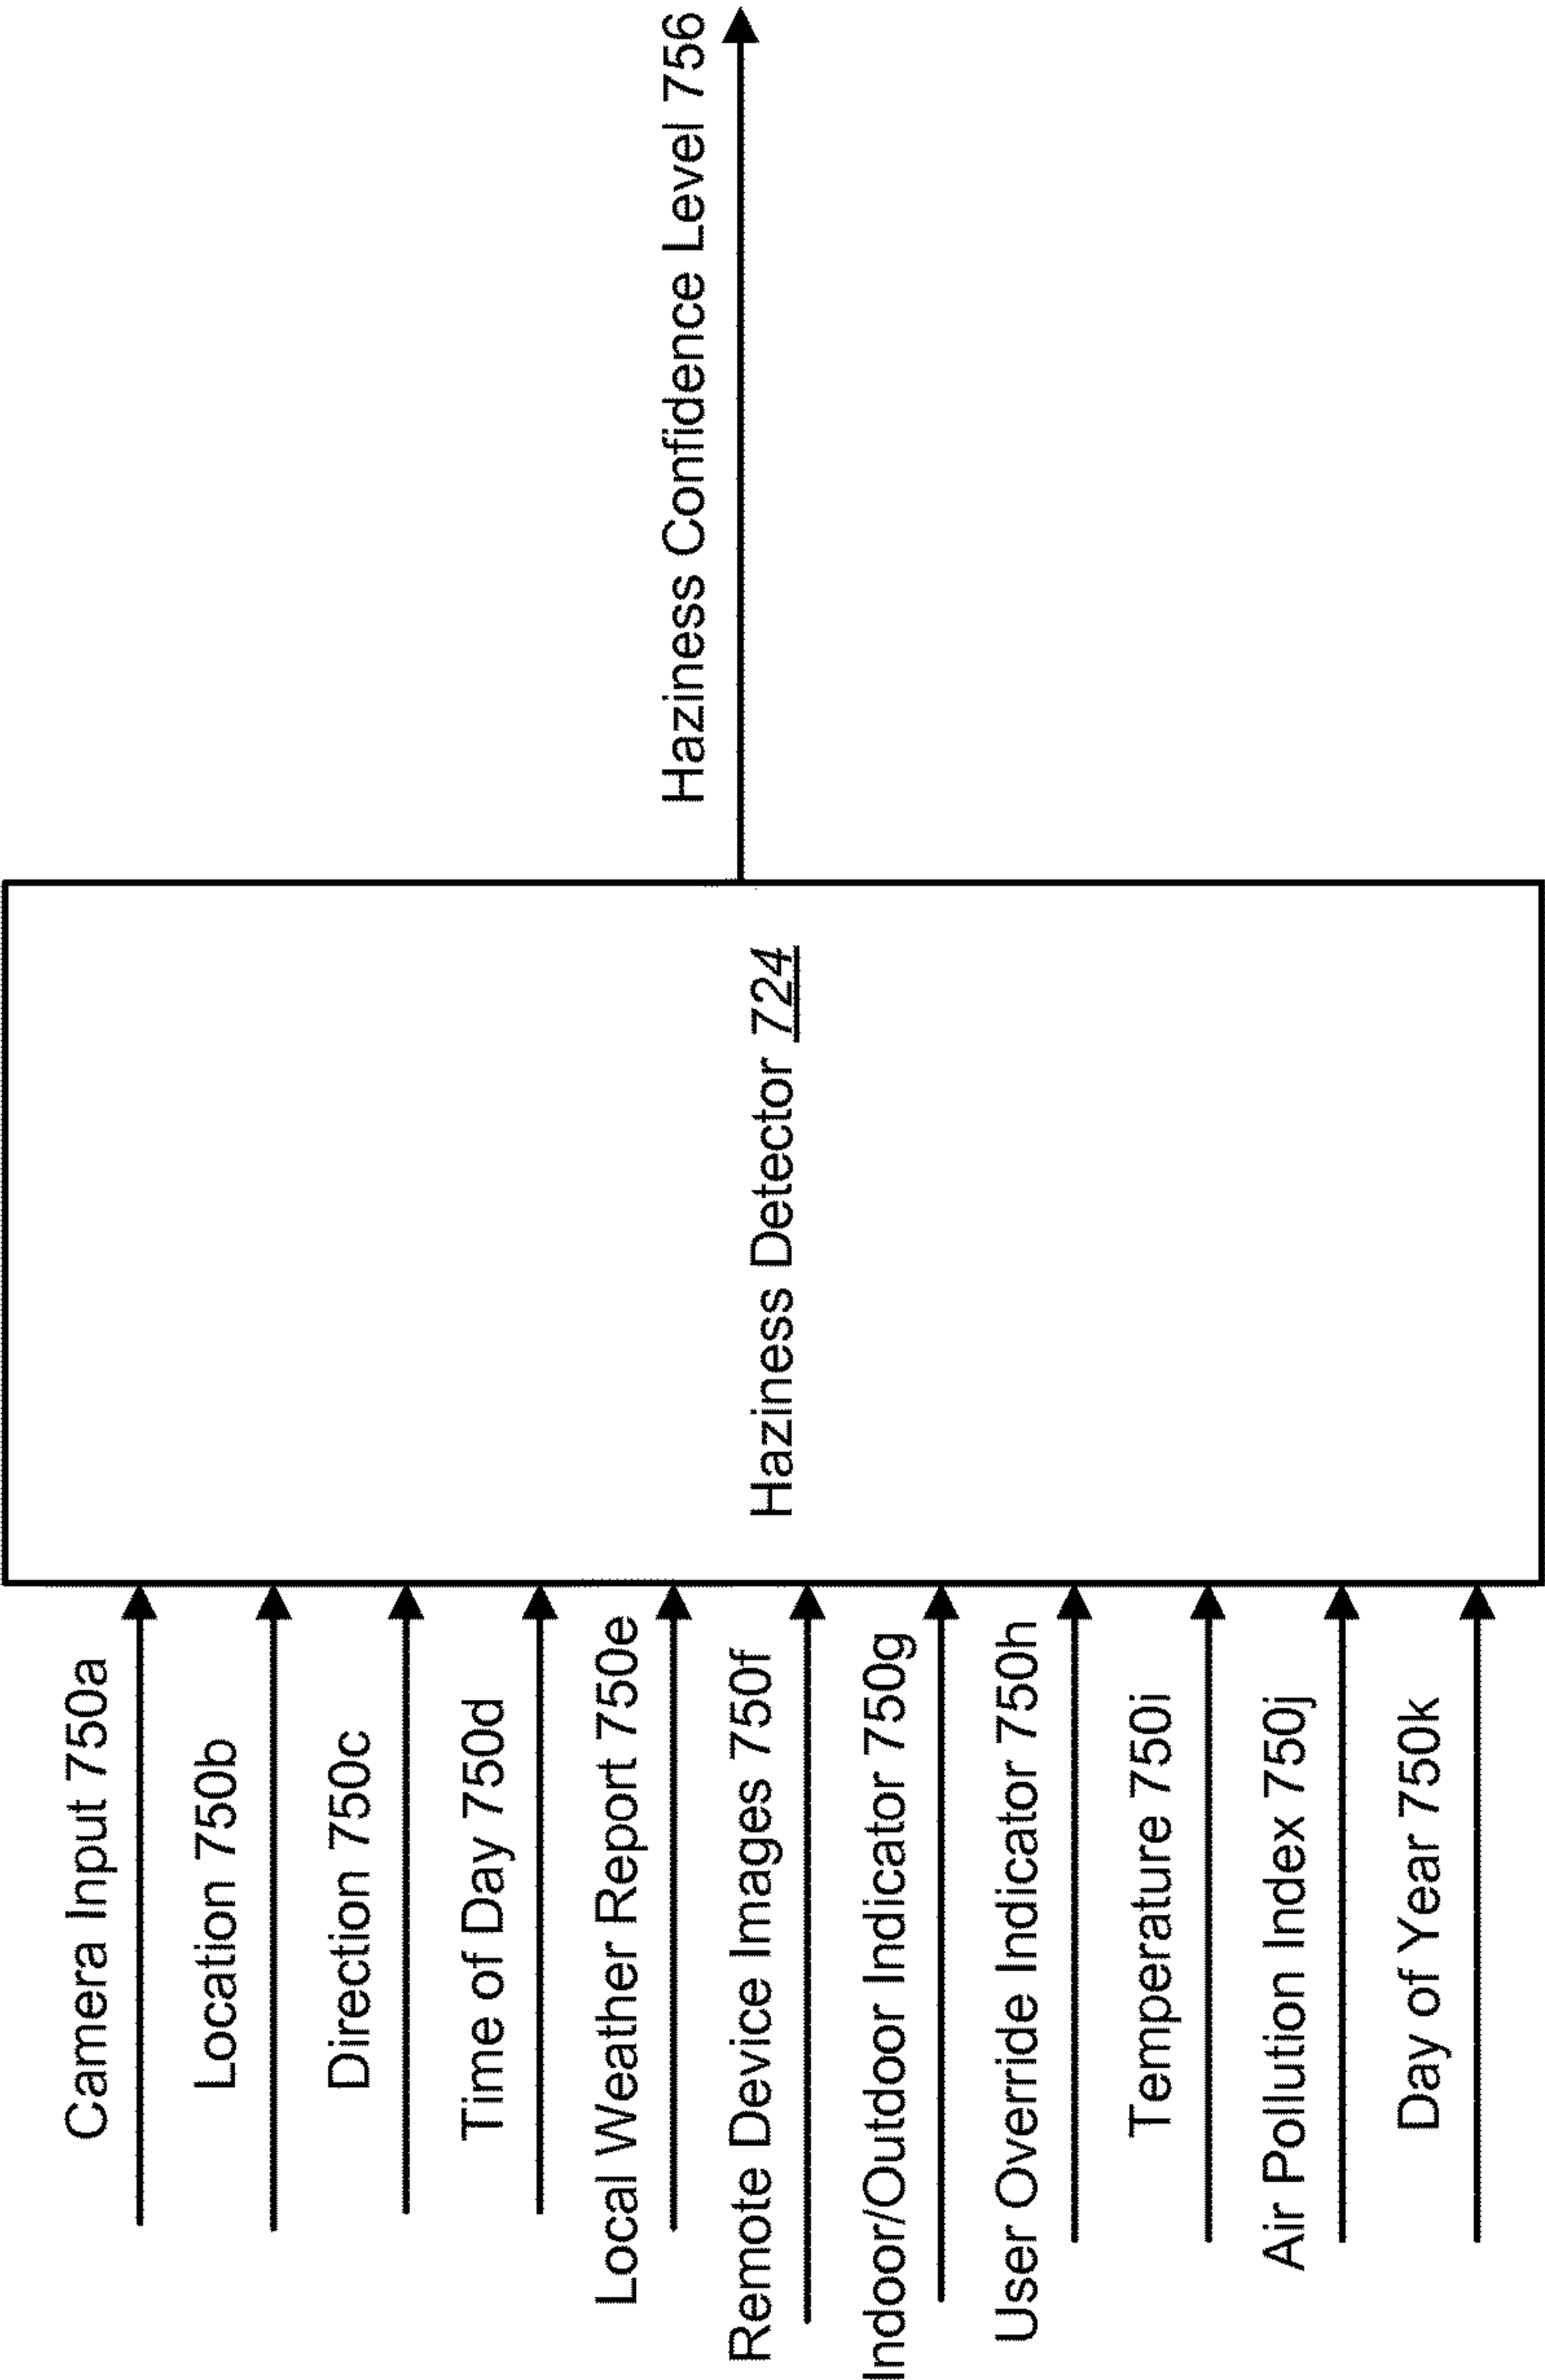 Camera Input 750a
Location 750b
Direction 750c
Time of Day 750d
Local Weather Report 750e
Remote Device Images 750f
Indoor/Outdoor Indicator 750g
User Override Indicator 750h
Temperature 750i
Air Pollution Index 750j
Day of Year 750k
Haziness Detector 724
Haziness Confidence Level 756